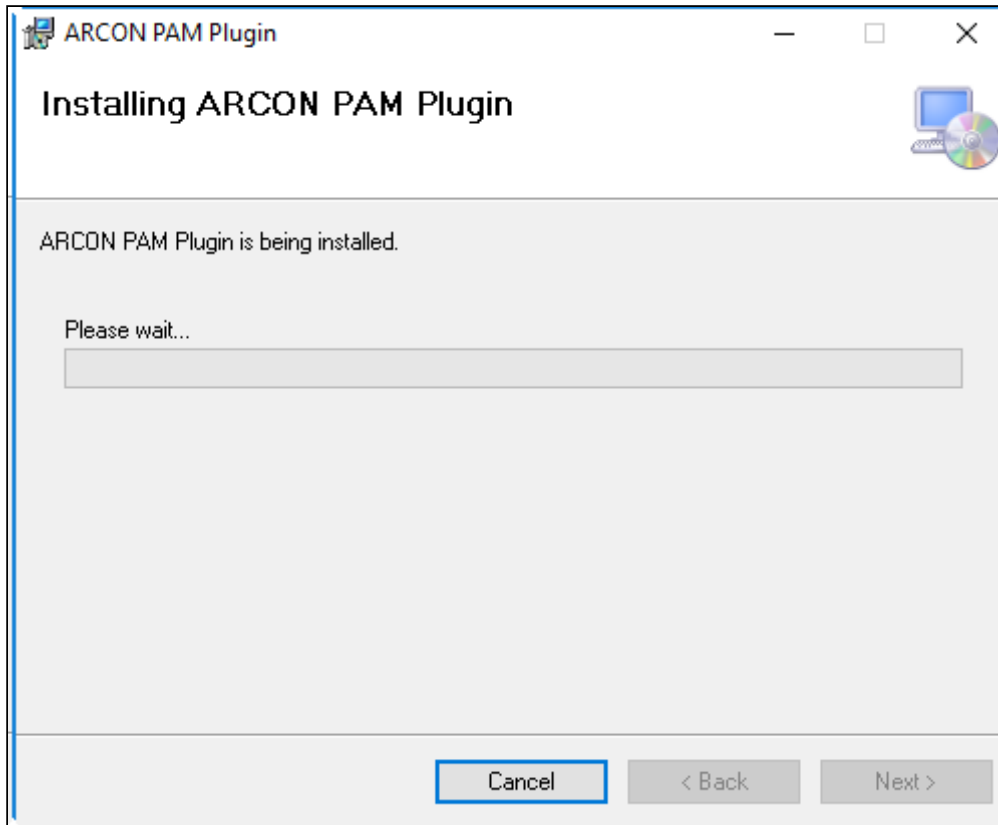 ARCON PAM Plugin
Installing ARCON PAM Plugin
ARCON PAM Plugin is being installed.
Please wait...
Cancel
< Back
Next >